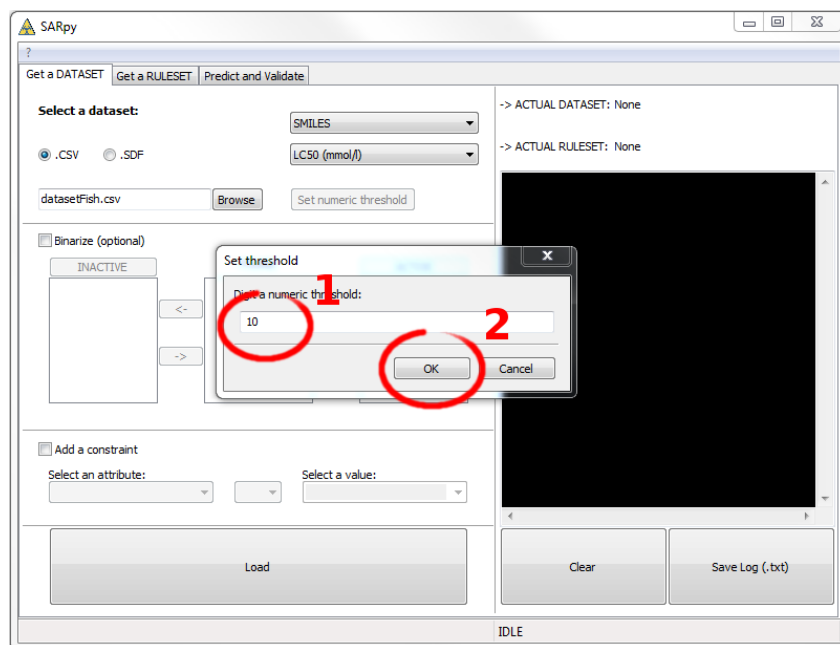 SARpy
?
Get a DATASET Get a RULESET Predict and Validate
Select a dataset:
SMILES
.CSV .SDF
LC50 (mmol/l)
datasetFish.csv Browse Set numeric threshold
Binarize (optional)
INACTIVE
<-
->
Set threshold
Digit a numeric threshold:
1
10
2
OK Cancel
Add a constraint
Select an attribute: Select a value:
Load
-> ACTUAL DATASET: None
-> ACTUAL RULESET: None
Clear Save Log (.txt)
IDLE